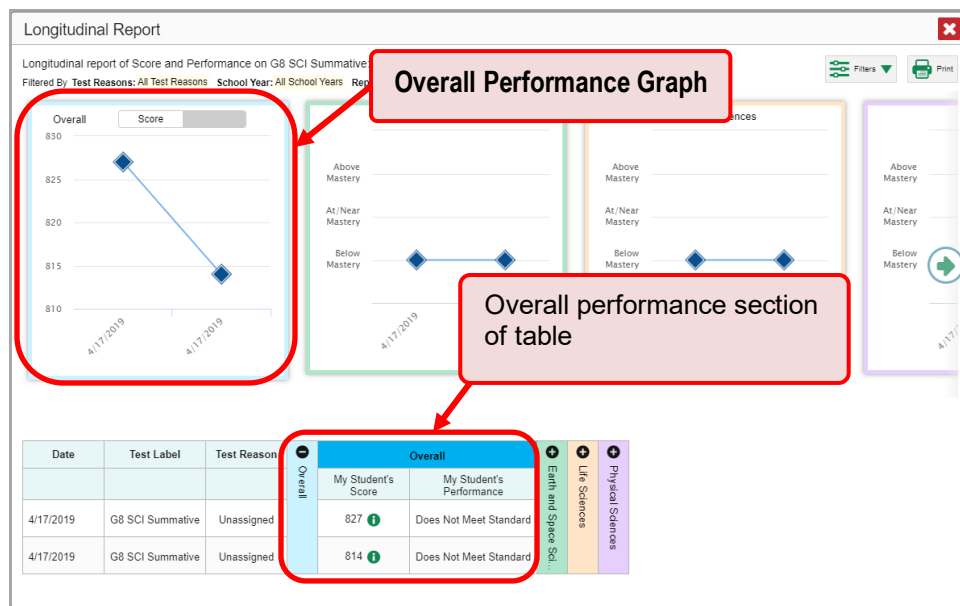 Longitudinal Report
Longitudinal report of Score and Performance on G8 SCI Summative:
Filtered By Test Reasons: All Test Reasons School Year: All School Years Rep
Filters
Print
Overall Performance Graph
Overall Score
830
825
820
815
810
4/17/2019
4/17/2019
Above
Mastery
At/Near
Mastery
Below
Mastery
4/17/2019
Above
Mastery
At/Near
Mastery
Below
Mastery
Above
Mastery
At/Near
Mastery
Below
Mastery
Overall performance section
of table
Date Test Label Test Reason Overall
Overall
My Student's
Score
My Student's
Performance
4/17/2019 G8 SCI Summative Unassigned 827 Does Not Meet Standard
4/17/2019 G8 SCI Summative Unassigned 814 Does Not Meet Standard
Earth and Space Sci...
Life Sciences
Physical Sciences